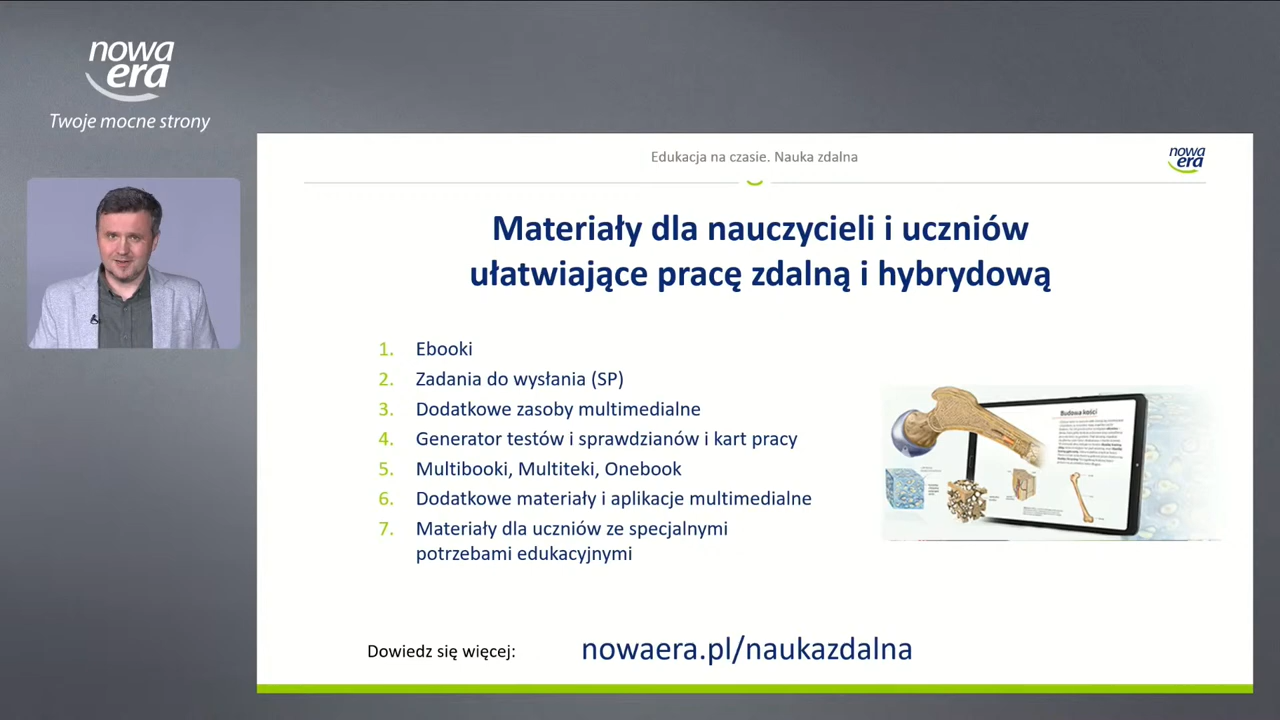 nowa
era
Twoje mocne strony
Edukacja na czasie. Nauka zdalna
nowa
era
Materiały dla nauczycieli i uczniów
ułatwiające pracę zdalną i hybrydową
1. Ebooki
2. Zadania do wysłania (SP)
3. Dodatkowe zasoby multimedialne
4. Generator testów i sprawdzianów i kart pracy
5. Multibooki, Multiteki, Onebook
6. Dodatkowe materiały i aplikacje multimedialne
7. Materiały dla uczniów ze specjalnymi
potrzebami edukacyjnymi
Budowa kości
Dowiedz się więcej: nowaera.pl/naukazdalna